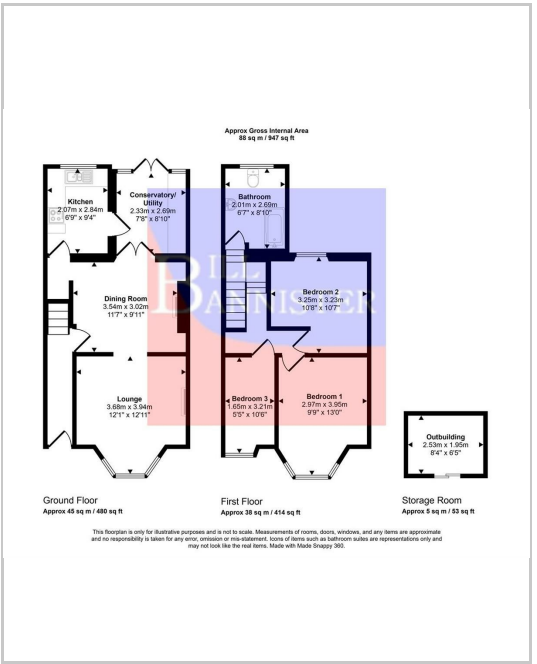 Approx Gross Internal Area
88 sq m / 947 sq ft
Kitchen
2.07m x 2.84m
6'9" x 9'4"
Conservatory/
Utility
2.33m x 2.69m
7'8" x 8'10"
Bathroom
2.01m x 2.69m
6'7" x 8'10"
Dining Room
3.54m x 3.02m
11'7" x 9'11"
BILL
BANNISTER
Bedroom 2
3.25m x 3.23m
10'8" x 10'7"
Lounge
3.68m x 3.94m
12'1" x 12'11"
Bedroom 3
1.65m x 3.21m
5'5" x 10'6"
Bedroom 1
2.97m x 3.95m
9'9" x 13'0"
Outbuilding
2.53m x 1.95m
8'4" x 6'5"
Ground Floor
Approx 45 sq m / 480 sq ft
First Floor
Approx 38 sq m / 414 sq ft
Storage Room
Approx 5 sq m / 53 sq ft
This floorplan is only for illustrative purposes and is not to scale. Measurements of rooms, doors, windows, and any items are approximate
and no responsibility is taken for any error, omission or mis-statement. Icons of items such as bathroom suites are representations only and
may not look like the real items. Made with Made Snappy 360.